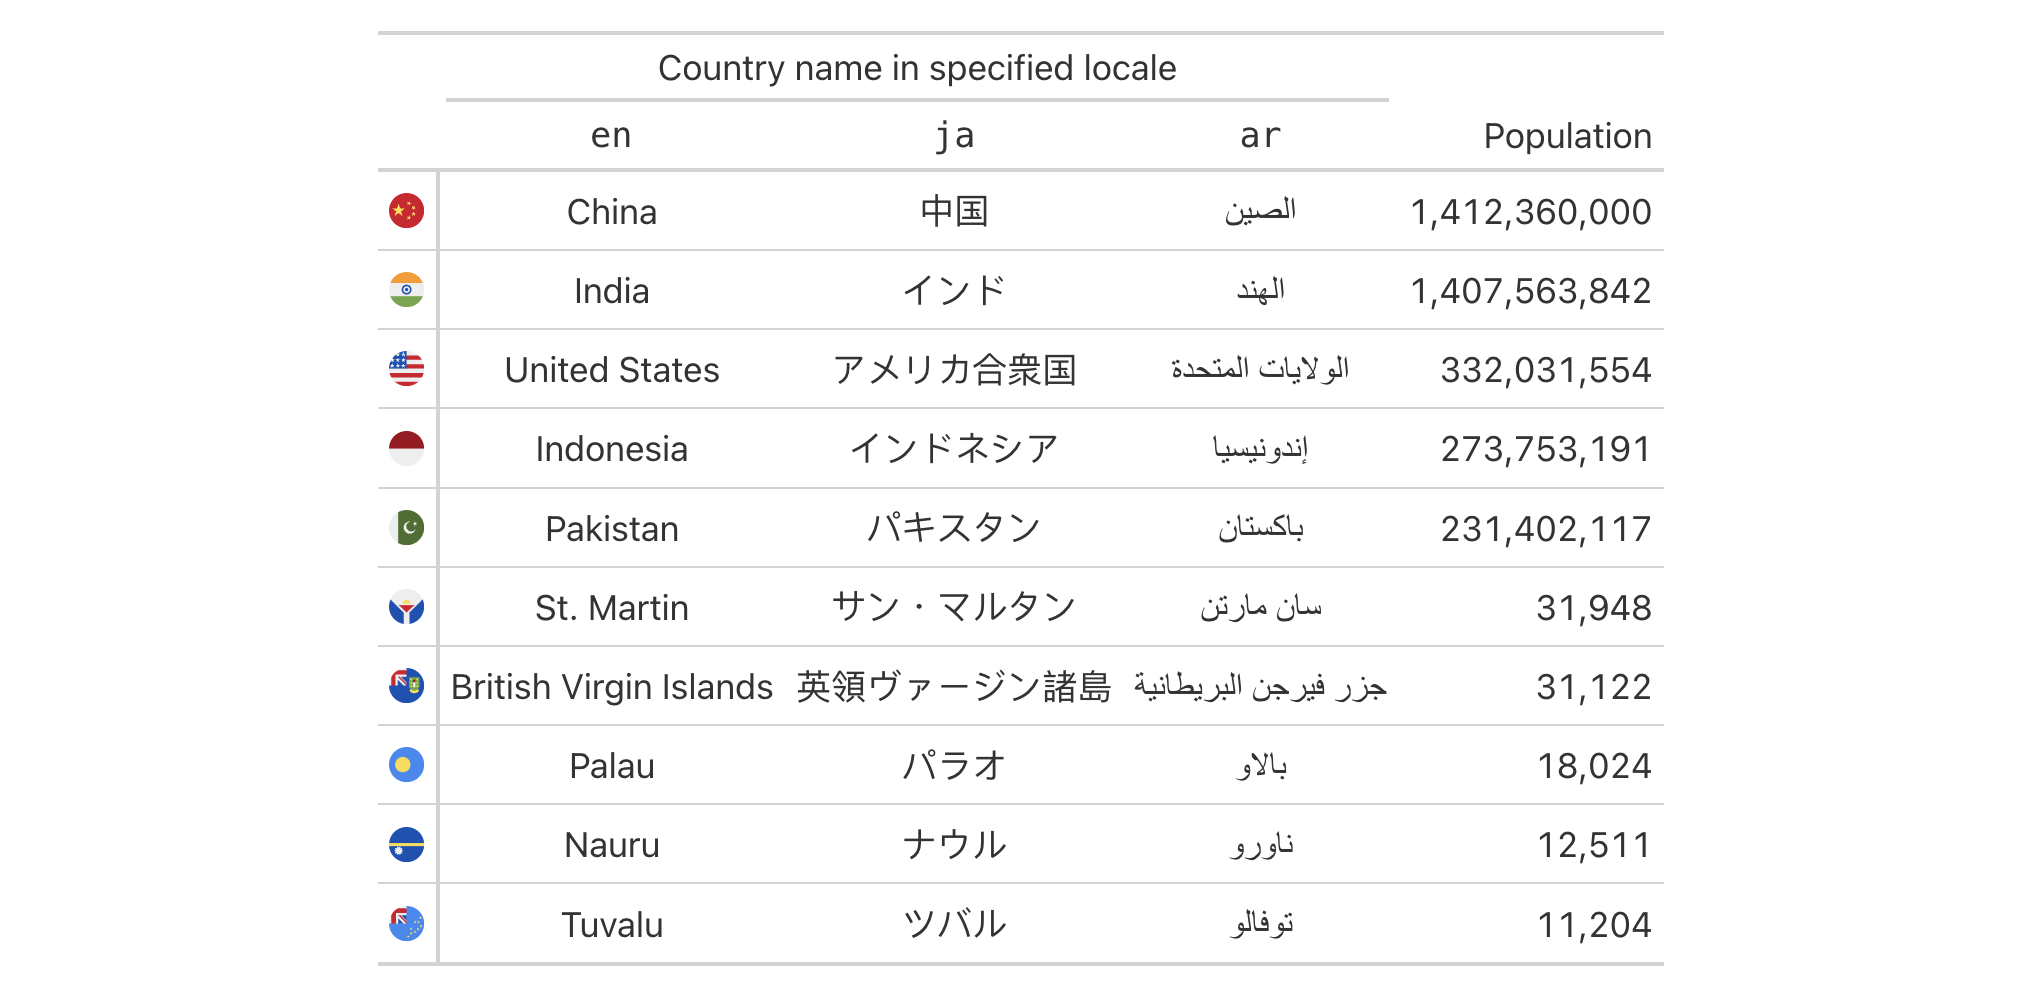 Country name in specified locale
en ja ar Population
China 中国 الصين 1,412,360,000
India インド الهند 1,407,563,842
United States アメリカ合衆国 الولايات المتحدة 332,031,554
Indonesia インドネシア إندونيسيا 273,753,191
Pakistan パキスタン باكستان 231,402,117
St. Martin サン・マルタン سان مارتن 31,948
British Virgin Islands 英領ヴァージン諸島 جزر فيرجن البريطانية 31,122
Palau パラオ بالاو 18,024
Nauru ナウル ناورو 12,511
Tuvalu ツバル توفالو 11,204